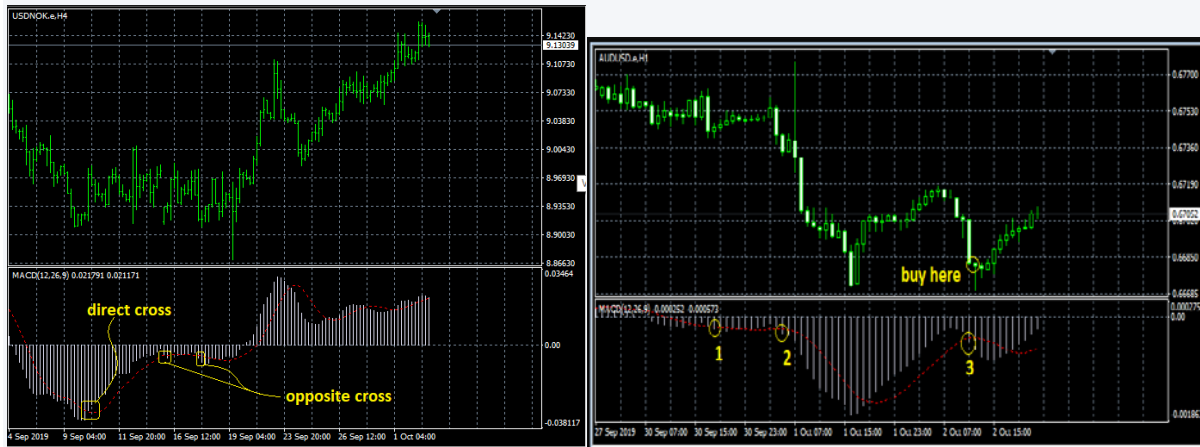 USDNOK.e,H4
9.14230
9.13039
9.10730
9.07330
9.03830
9.00430
8.96930
8.93530
8.90030
8.86630
MACD(12,26,9) 0.021791 0.021171
0.03464
direct cross
0.00
opposite cross
-0.038117
4 Sep 2019 9 Sep 04:00 11 Sep 20:00 16 Sep 12:00 19 Sep 04:00 23 Sep 20:00 26 Sep 12:00 1 Oct 04:00
AUDUSD.e,H1
0.67700
0.67530
0.67360
0.67190
0.67052
0.66850
buy here
0.66685
MACD(12,26,9) 0.000252 0.000573
0.000775
0.00
1
2
3
27 Sep 2019 30 Sep 07:00 30 Sep 15:00 30 Sep 23:00 1 Oct 07:00 1 Oct 15:00 1 Oct 23:00 2 Oct 07:00 2 Oct 15:00